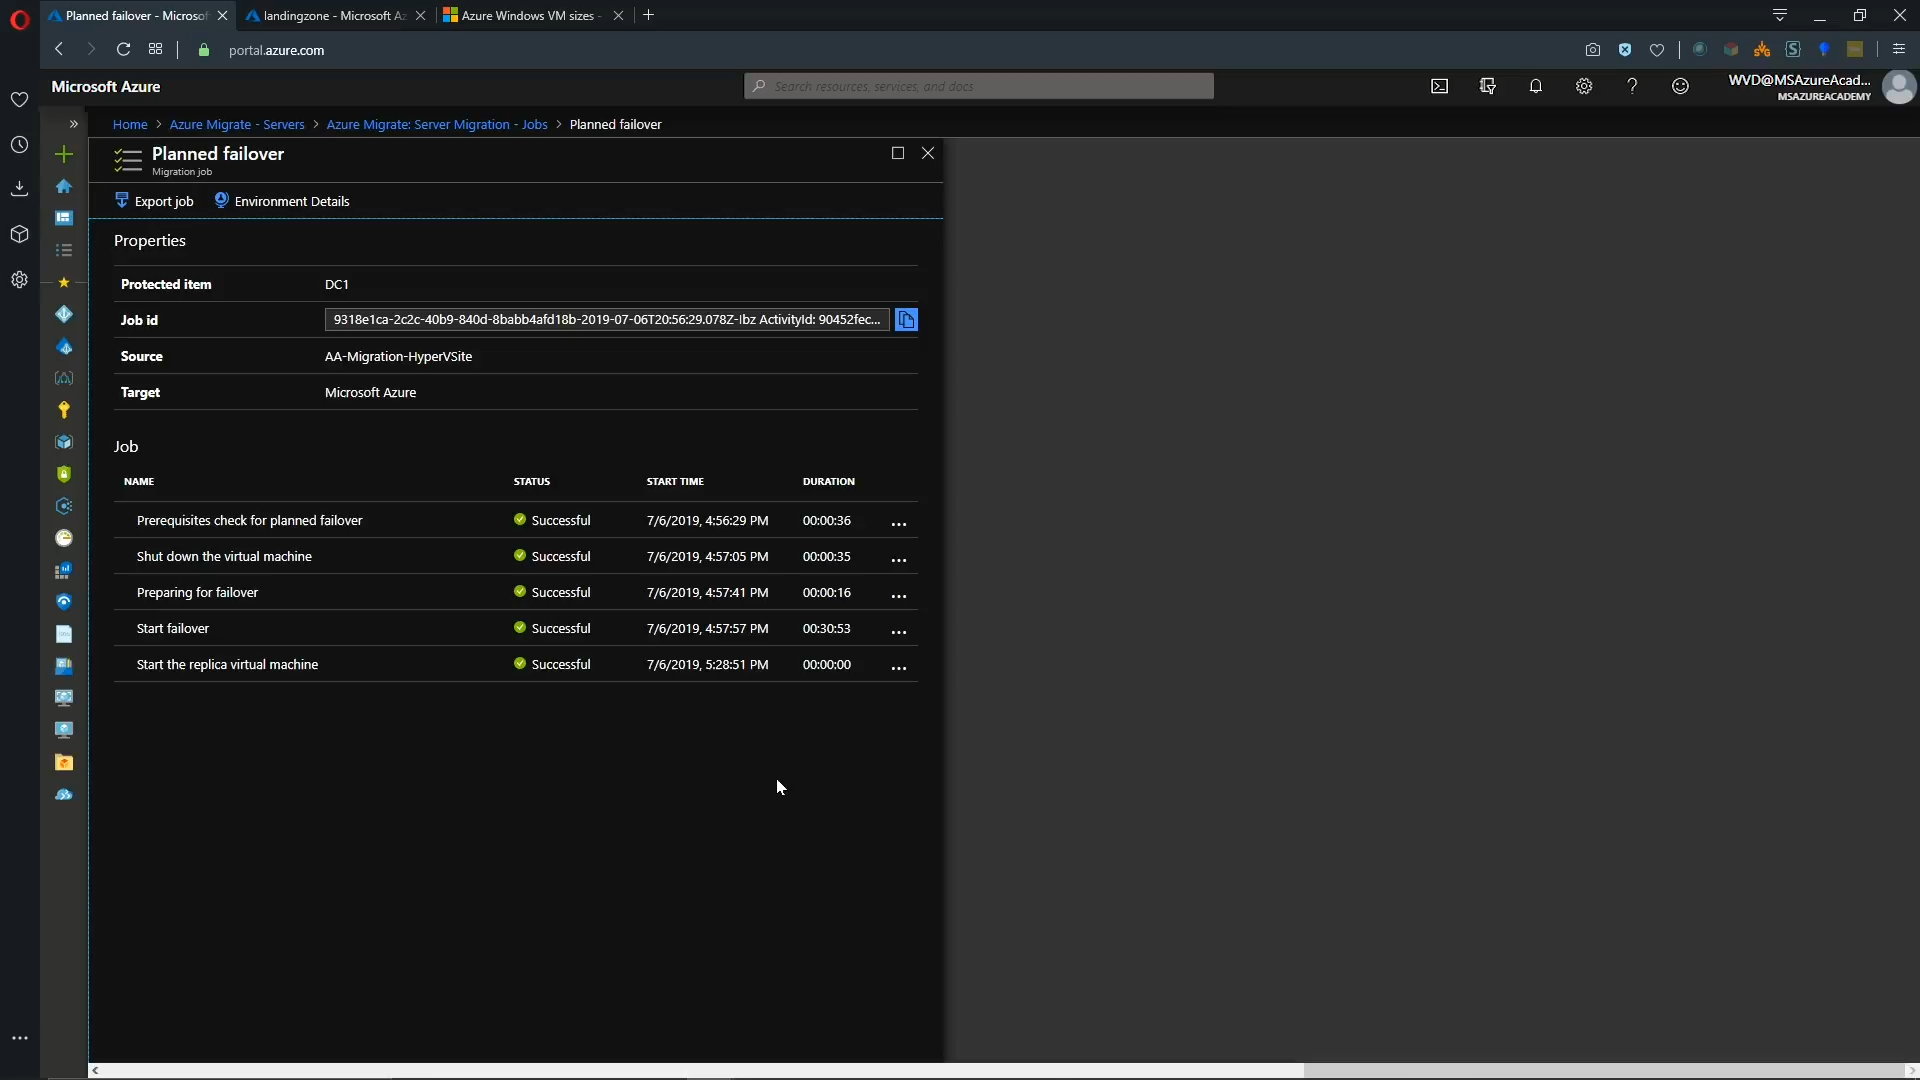 Planned failover - Microsof
landingzone - Microsoft Az
Azure Windows VM sizes -
portal.azure.com
Microsoft Azure
Search resources, services, and docs
WVD@MSAzureAcad...
MSAZUREACADEMY
Home > Azure Migrate - Servers > Azure Migrate: Server Migration - Jobs > Planned failover
Planned failover
Migration job
Export job
Environment Details
Properties
Protected item DC1
Job id 9318e1ca-2c2c-40b9-840d-8babb4afd18b-2019-07-06T20:56:29.078Z-Ibz ActivityId: 90452fec...
Source AA-Migration-HyperVSite
Target Microsoft Azure
Job
NAME STATUS START TIME DURATION
Prerequisites check for planned failover Successful 7/6/2019, 4:56:29 PM 00:00:36 ...
Shut down the virtual machine Successful 7/6/2019, 4:57:05 PM 00:00:35 ...
Preparing for failover Successful 7/6/2019, 4:57:41 PM 00:00:16 ...
Start failover Successful 7/6/2019, 4:57:57 PM 00:30:53 ...
Start the replica virtual machine Successful 7/6/2019, 5:28:51 PM 00:00:00 ...